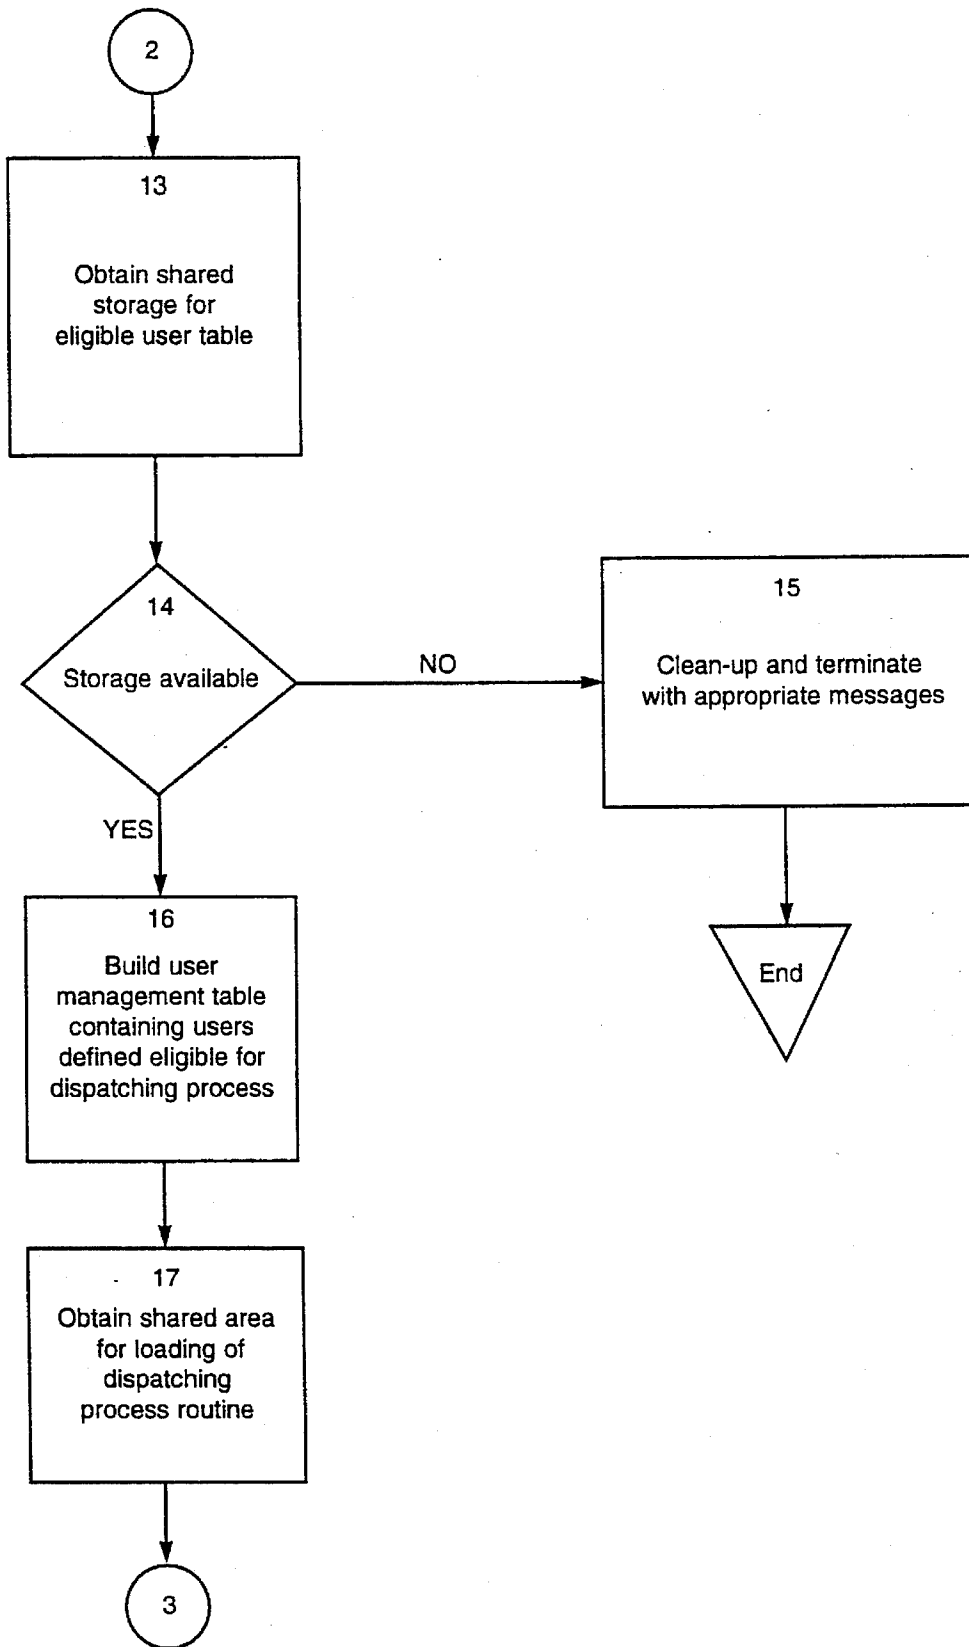 2
13
Obtain shared
storage for
eligible user table
14
Storage available
NO
15
Clean-up and terminate
with appropriate messages
YES
End
16
Build user
management table
containing users
defined eligible for
dispatching process
17
Obtain shared area
for loading of
dispatching
process routine
3